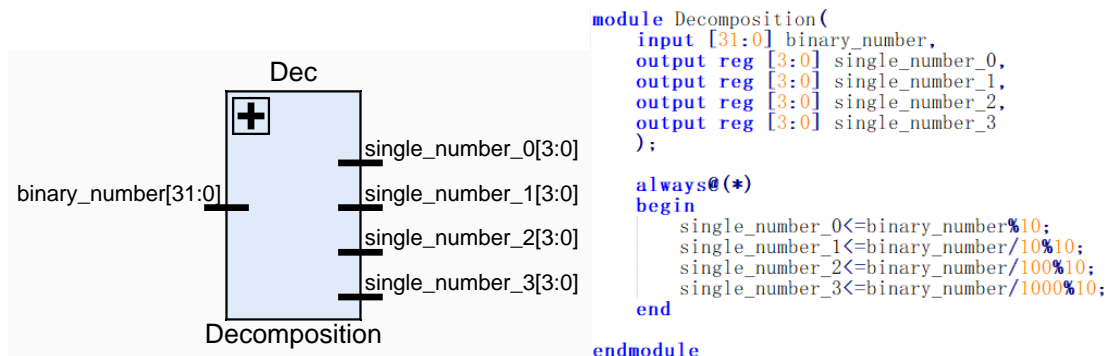 Dec
binary_number[31:0]
single_number_0[3:0]
single_number_1[3:0]
single_number_2[3:0]
single_number_3[3:0]
Decomposition
module Decomposition(
    input [31:0] binary_number,
    output reg [3:0] single_number_0,
    output reg [3:0] single_number_1,
    output reg [3:0] single_number_2,
    output reg [3:0] single_number_3
    );
    always@(*)
    begin
        single_number_0<=binary_number%10;
        single_number_1<=binary_number/10%10;
        single_number_2<=binary_number/100%10;
        single_number_3<=binary_number/1000%10;
    end
endmodule